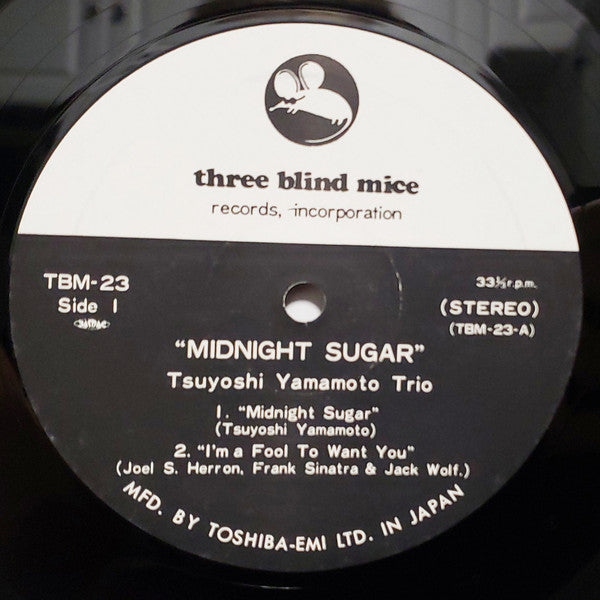 three blind mice
records, incorporation
TBM-23
Side 1
33⅓ r.p.m.
(STEREO)
(TBM-23-A)
"MIDNIGHT SUGAR"
Tsuyoshi Yamamoto Trio
1. "Midnight Sugar"
(Tsuyoshi Yamamoto)
2. "I'm a Fool To Want You"
(Joel S. Herron, Frank Sinatra & Jack Wolf.)
MFD. BY TOSHIBA-EMI LTD. IN JAPAN